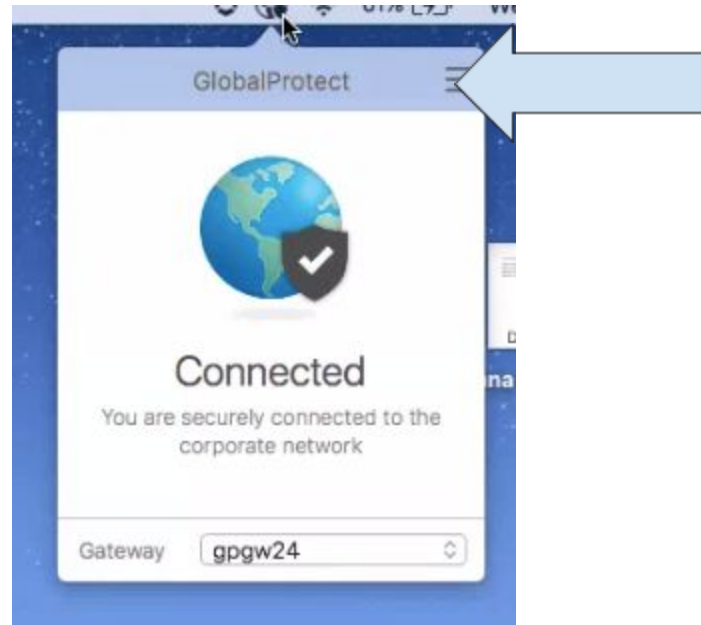 GlobalProtect
Connected
You are securely connected to the
corporate network
Gateway gpgw24